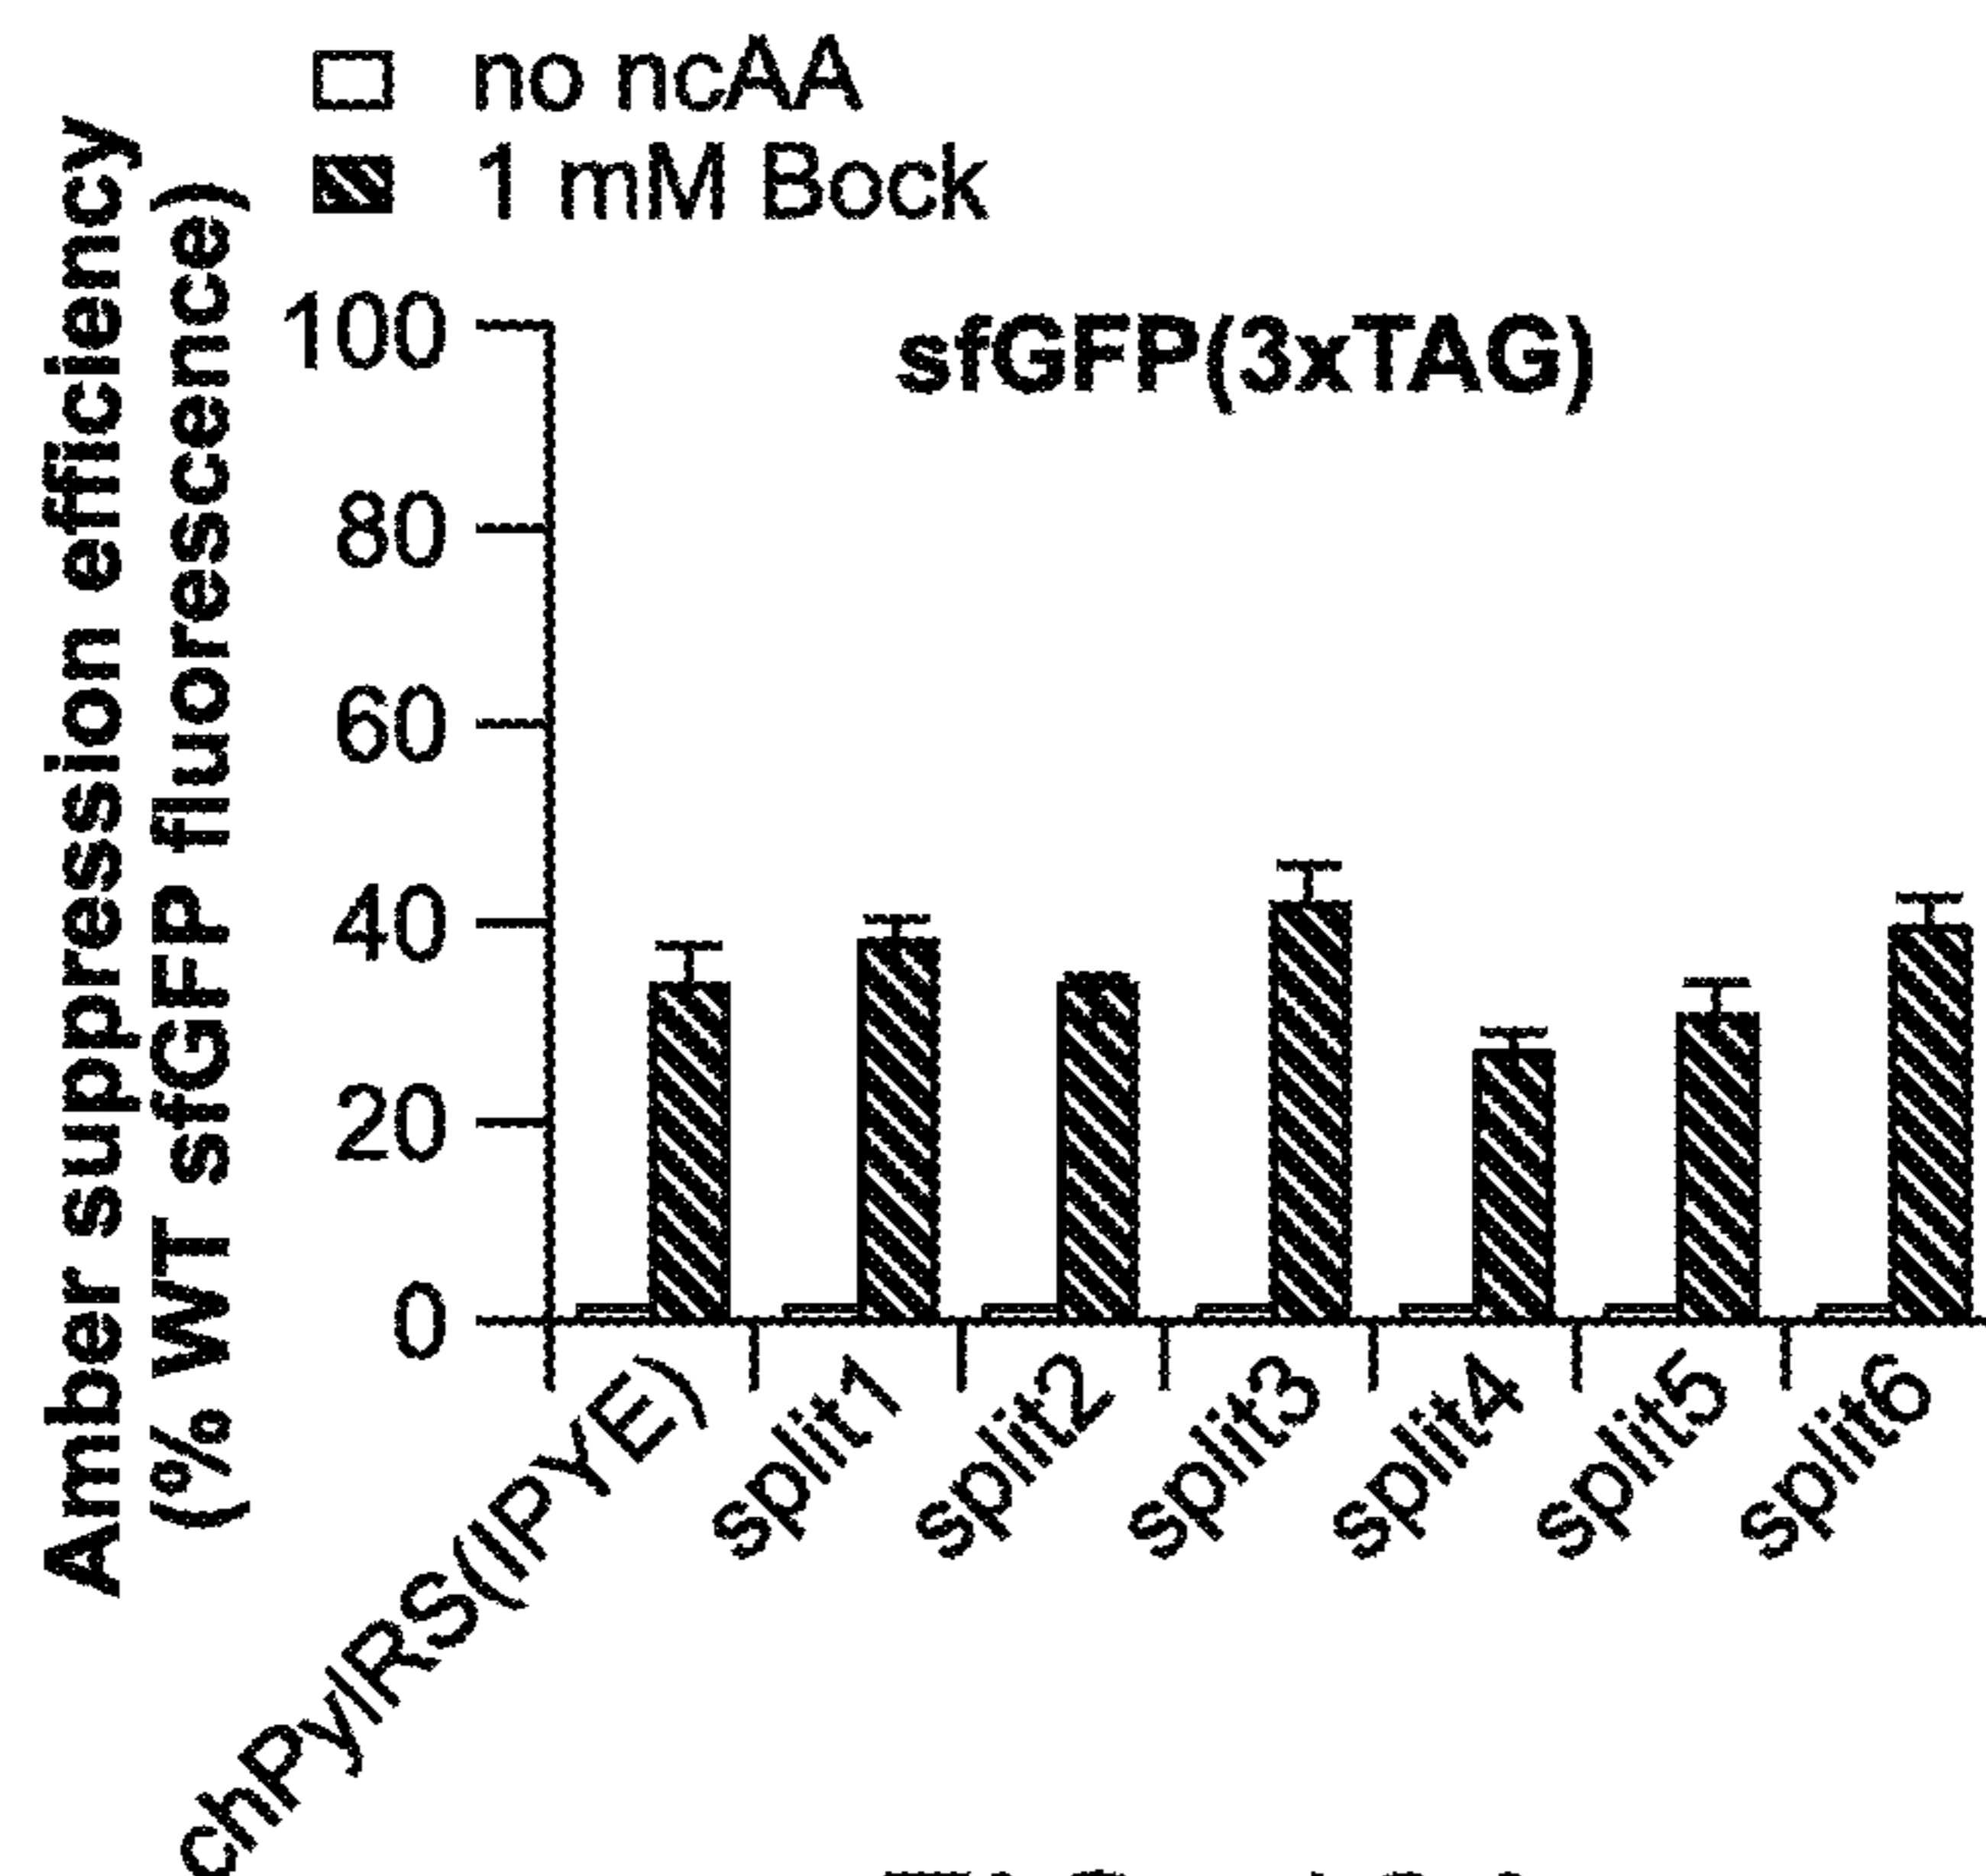 no ncAA
1 mM Bock
Amber suppression efficiency
(% WT sfGFP fluorescence)
sfGFP(3xTAG)
100
80
60
40
20
0
chPylRS(IPYE)
split1
split2
split3
split4
split5
split6